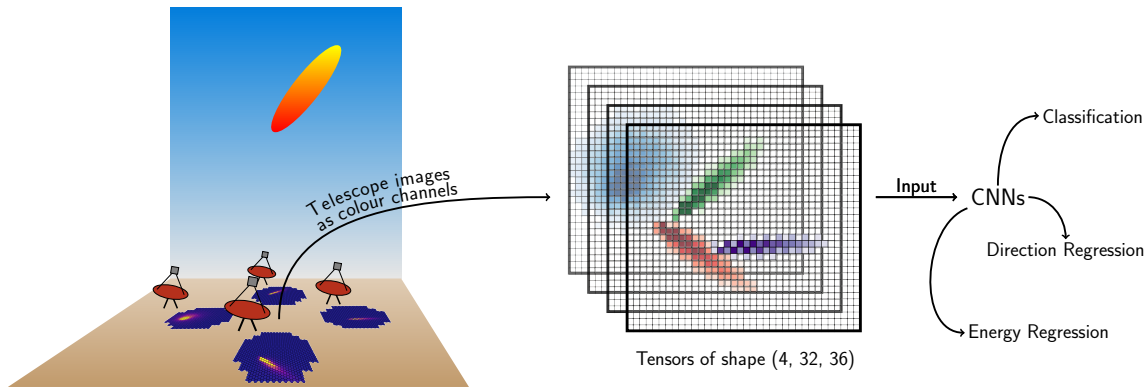 Telescope images
as colour channels
Tensors of shape (4, 32, 36)
Input
CNNs
Classification
Direction Regression
Energy Regression